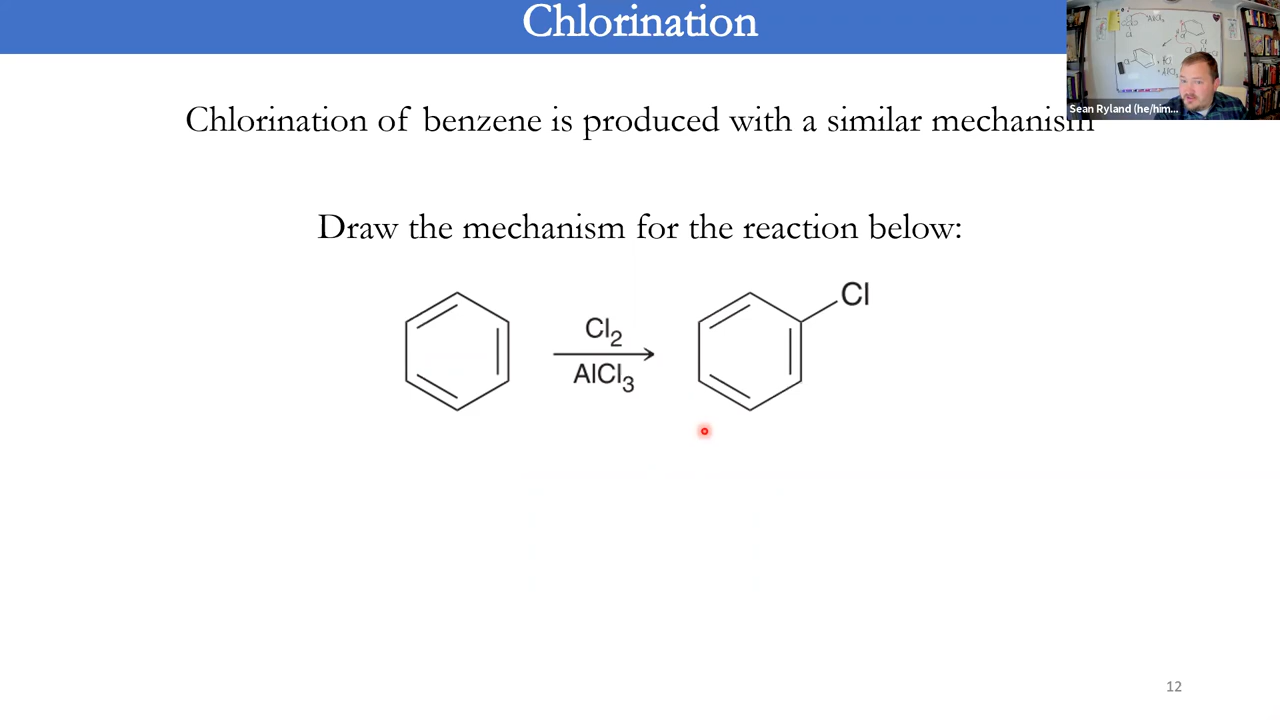 Chlorination
Sean Ryland (he/him...
Chlorination of benzene is produced with a similar mechanism
Draw the mechanism for the reaction below:
Cl
Cl2
AlCl3
12